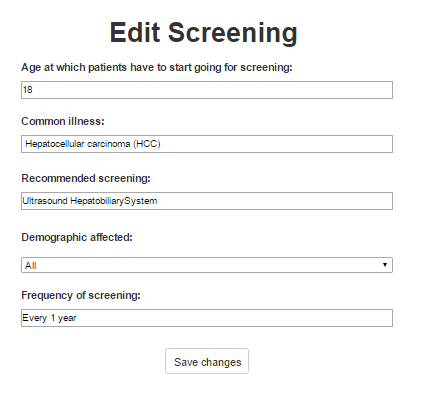 Edit Screening
Age at which patients have to start going for screening:
18
Common illness:
Hepatocellular carcinoma (HCC)
Recommended screening:
Ultrasound HepatobiliarySystem
Demographic affected:
All
Frequency of screening:
Every 1 year
Save changes